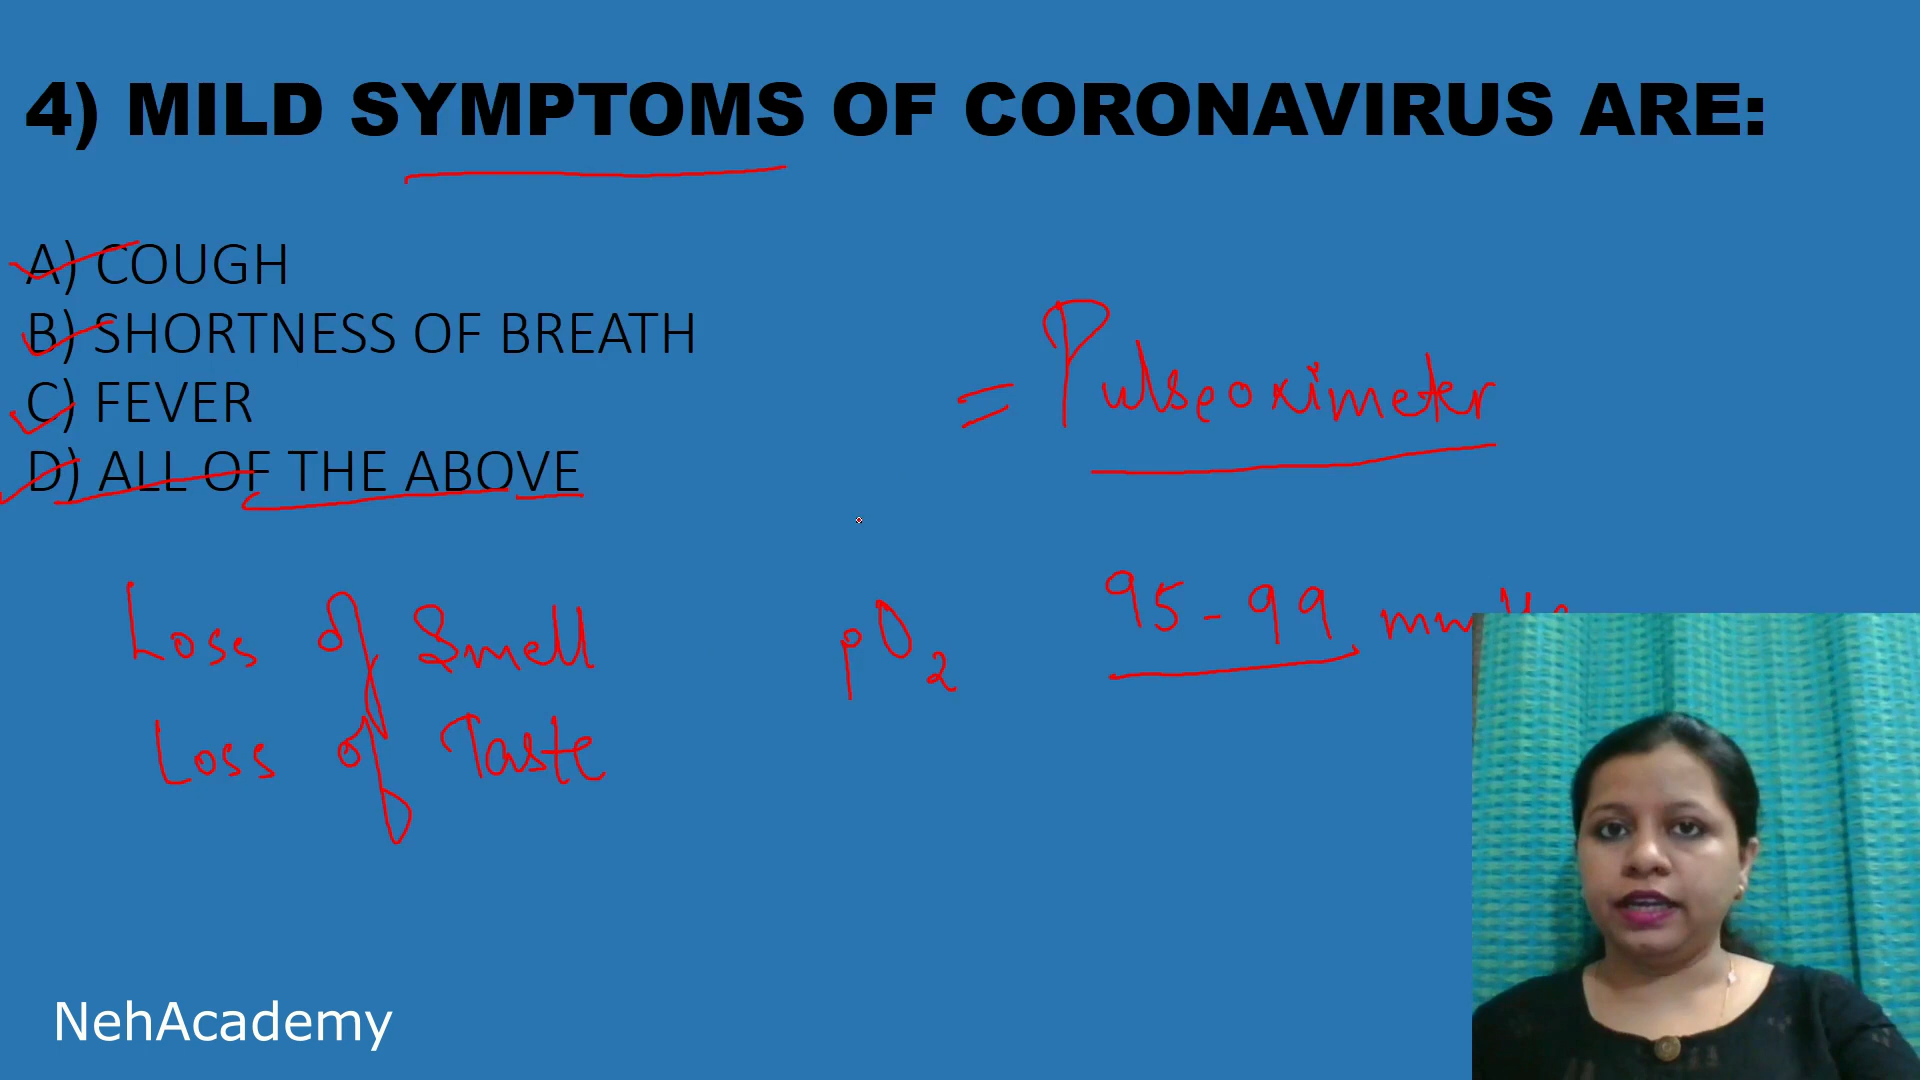 4) MILD SYMPTOMS OF CORONAVIRUS ARE:
A) COUGH
B) SHORTNESS OF BREATH
C) FEVER
D) ALL OF THE ABOVE
= Pulseoximeter
Loss of Smell
Loss of Taste
pO2 95-99
NehAcademy